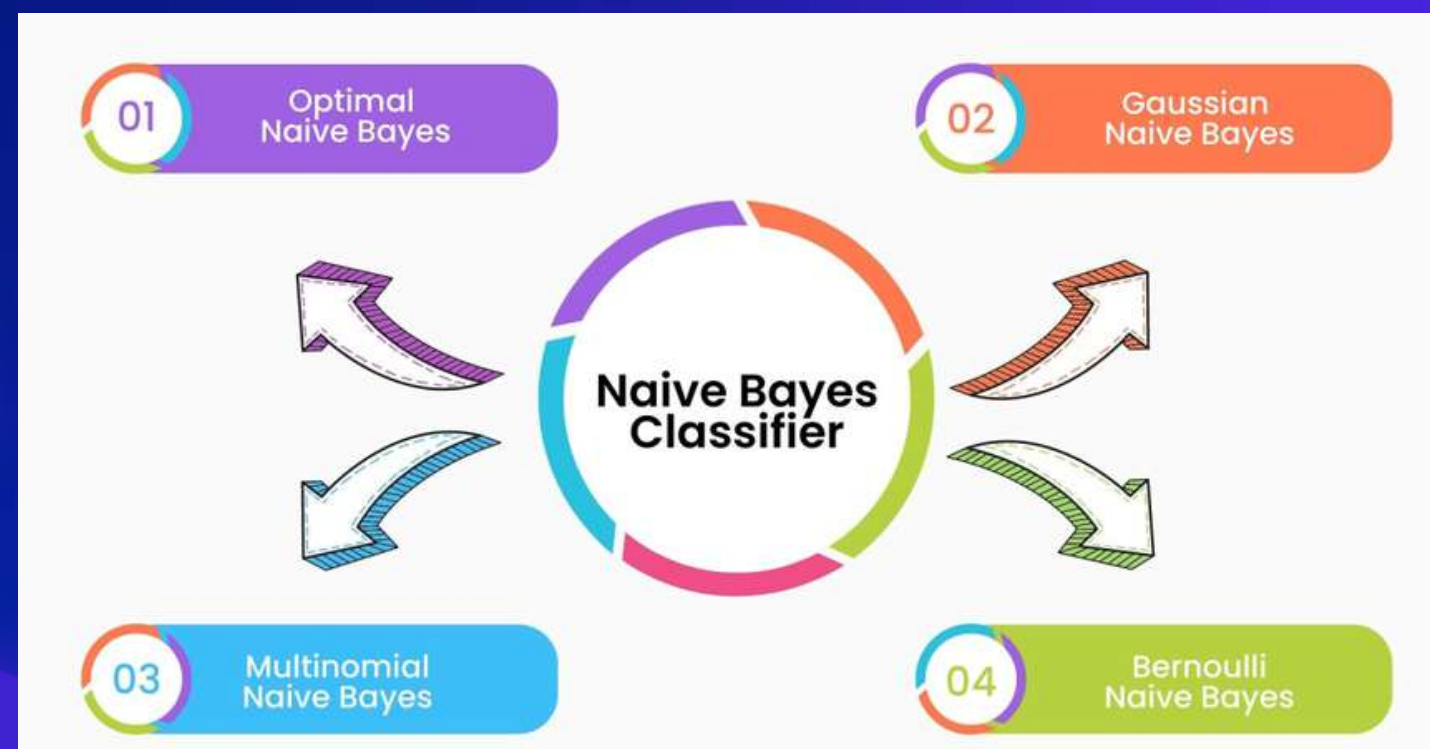 01
Optimal
Naive Bayes
02
Gaussian
Naive Bayes
Naive Bayes
Classifier
03
Multinomial
Naive Bayes
04
Bernoulli
Naive Bayes